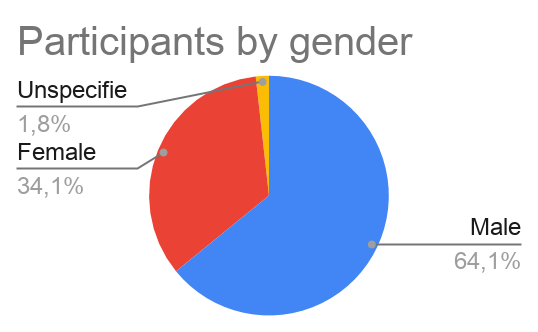 Participants by gender
Unspecifie
1,8%
Female
34,1%
Male
64,1%